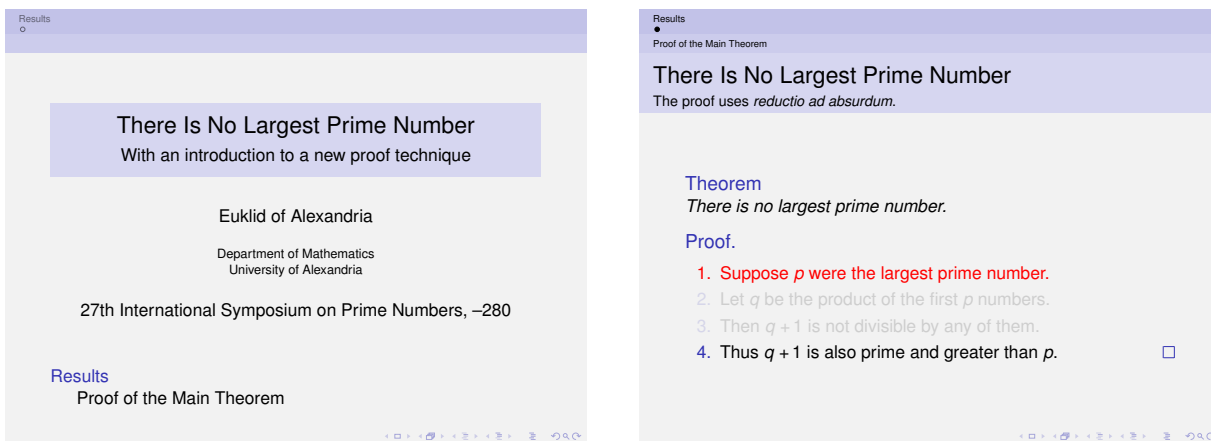 Results
There Is No Largest Prime Number
With an introduction to a new proof technique
Euklid of Alexandria
Department of Mathematics
University of Alexandria
27th International Symposium on Prime Numbers, –280
Results
Proof of the Main Theorem
Results
Proof of the Main Theorem
There Is No Largest Prime Number
The proof uses reductio ad absurdum.
Theorem
There is no largest prime number.
Proof.
1. Suppose p were the largest prime number.
2. Let q be the product of the first p numbers.
3. Then q + 1 is not divisible by any of them.
4. Thus q + 1 is also prime and greater than p. □